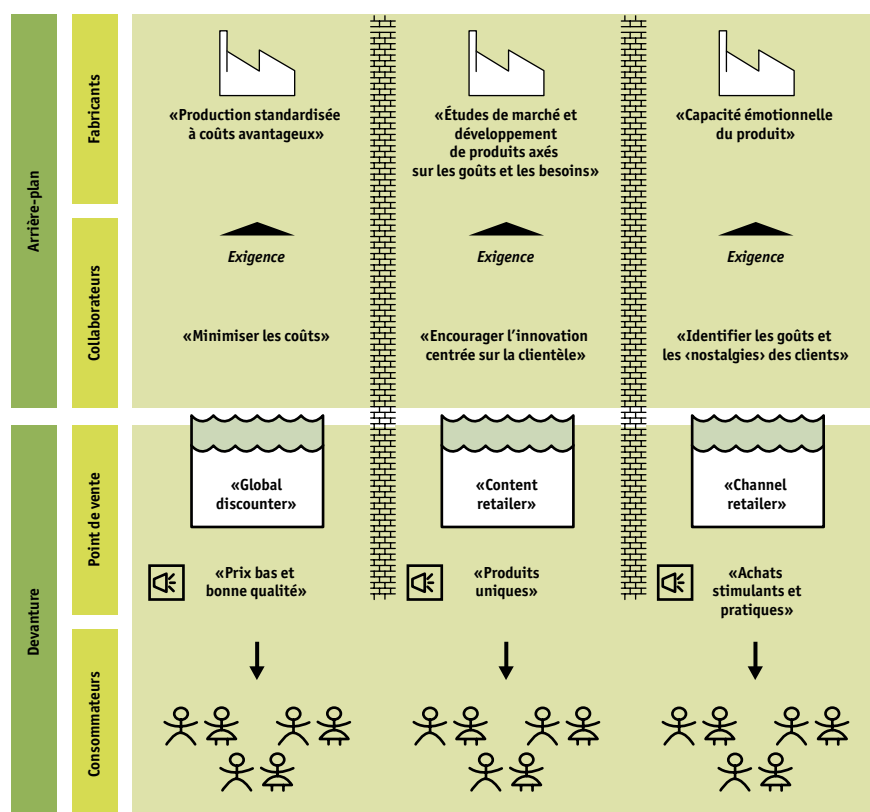 Arrière-plan
Fabricants
«Production standardisée
à coûts avantageux»
«Études de marché et
développement
de produits axés
sur les goûts et les besoins»
«Capacité émotionnelle
du produit»
Collaborateurs
Exigence
Exigence
Exigence
«Minimiser les coûts»
«Encourager l’innovation
centrée sur la clientèle»
«Identifier les goûts et
les ‹nostalgies› des clients»
Devanture
Point de vente
«Global
discounter»
«Content
retailer»
«Channel
retailer»
«Prix bas et
bonne qualité»
«Produits
uniques»
«Achats
stimulants et
pratiques»
Consommateurs